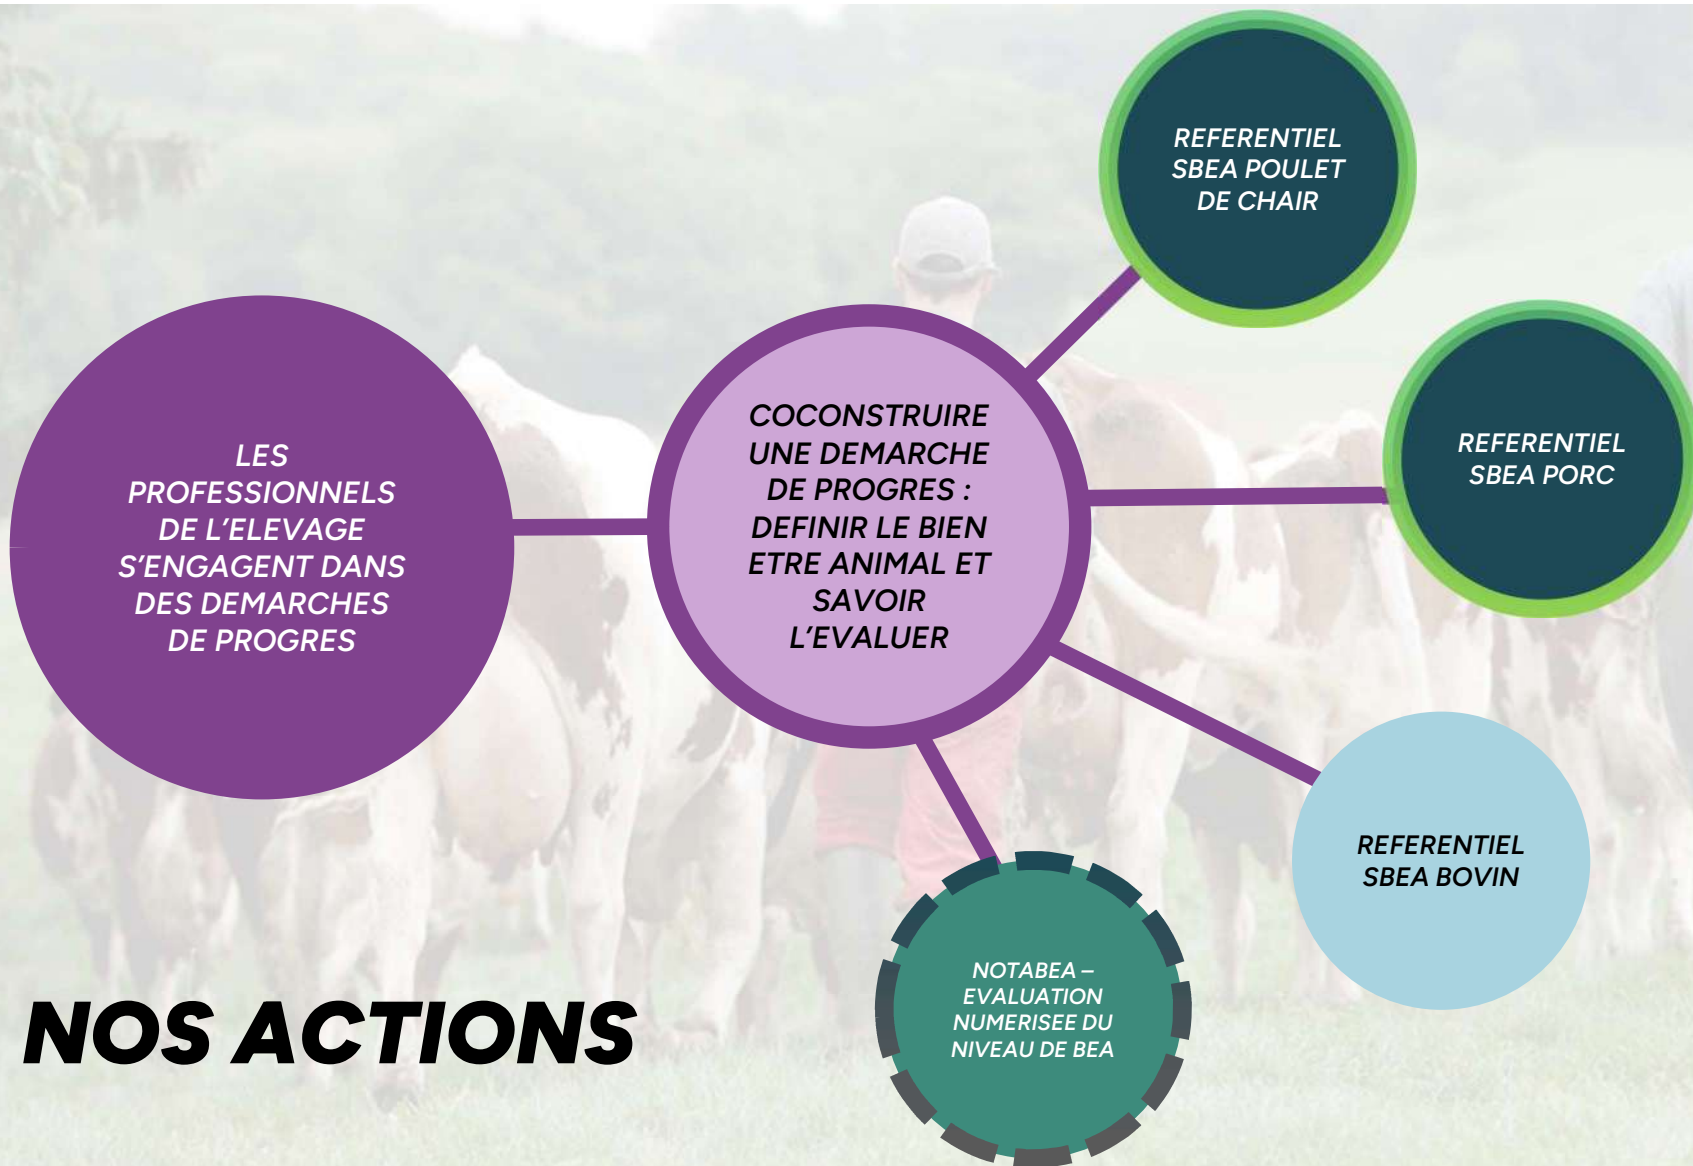 LES
PROFESSIONNELS
DE L’ELEVAGE
S’ENGAGENT DANS
DES DEMARCHES
DE PROGRES
COCONSTRUIRE
UNE DEMARCHE
DE PROGRES :
DEFINIR LE BIEN
ETRE ANIMAL ET
SAVOIR
L’EVALUER
REFERENTIEL
SBEA POULET
DE CHAIR
REFERENTIEL
SBEA PORC
REFERENTIEL
SBEA BOVIN
NOTABEA –
EVALUATION
NUMERISEE DU
NIVEAU DE BEA
NOS ACTIONS